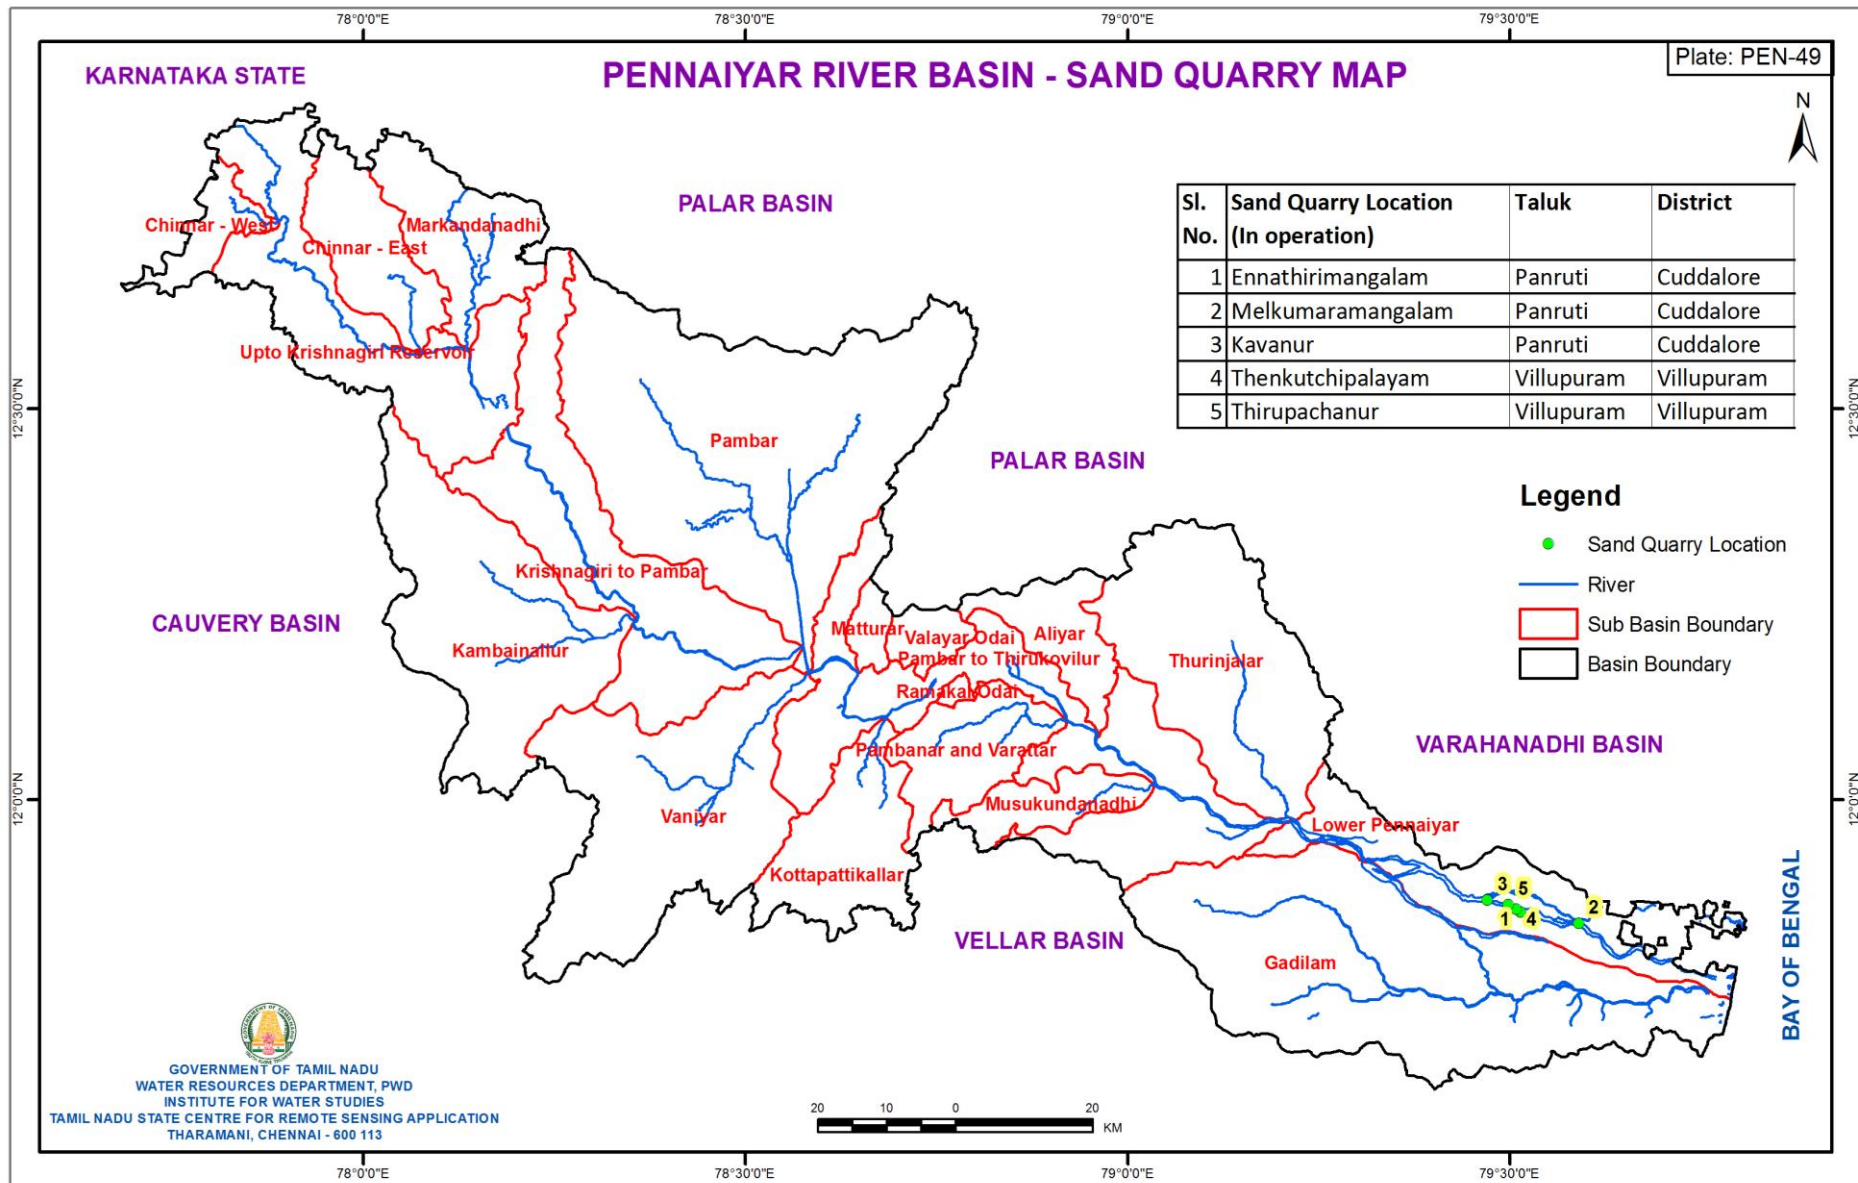 78°0'0"E 78°30'0"E 79°0'0"E 79°30'0"E
Plate: PEN-49
KARNATAKA STATE
PENNAIYAR RIVER BASIN - SAND QUARRY MAP
N
PALAR BASIN
Sl. No. Sand Quarry Location (In operation) Taluk District
1 Ennathirimangalam Panruti Cuddalore
2 Melkumaramangalam Panruti Cuddalore
3 Kavanur Panruti Cuddalore
4 Thenkutchipalayam Villupuram Villupuram
5 Thirupachanur Villupuram Villupuram
Chinnar - West
Chinnar - East
Markandanadhi
Upto Krishnagiri Reservoir
12°30'0"N
12°30'0"N
Pambar
PALAR BASIN
Legend
Sand Quarry Location
River
Sub Basin Boundary
Basin Boundary
Krishnagiri to Pambar
CAUVERY BASIN
Kambainallur
Matturar
Valayar Odai
Aliyar
Pambar to Thirukovilur
Thurinjalar
Ramakal Odai
Pambanar and Varattar
VARAHANADHI BASIN
12°0'0"N
12°0'0"N
Musukundanadhi
Vaniyar
Lower Pennaiyar
Kottapattikallar
3 5
2
1 4
VELLAR BASIN
Gadilam
BAY OF BENGAL
GOVERNMENT OF TAMIL NADU
WATER RESOURCES DEPARTMENT, PWD
INSTITUTE FOR WATER STUDIES
TAMIL NADU STATE CENTRE FOR REMOTE SENSING APPLICATION
THARAMANI, CHENNAI - 600 113
20 10 0 20
KM
78°0'0"E 78°30'0"E 79°0'0"E 79°30'0"E